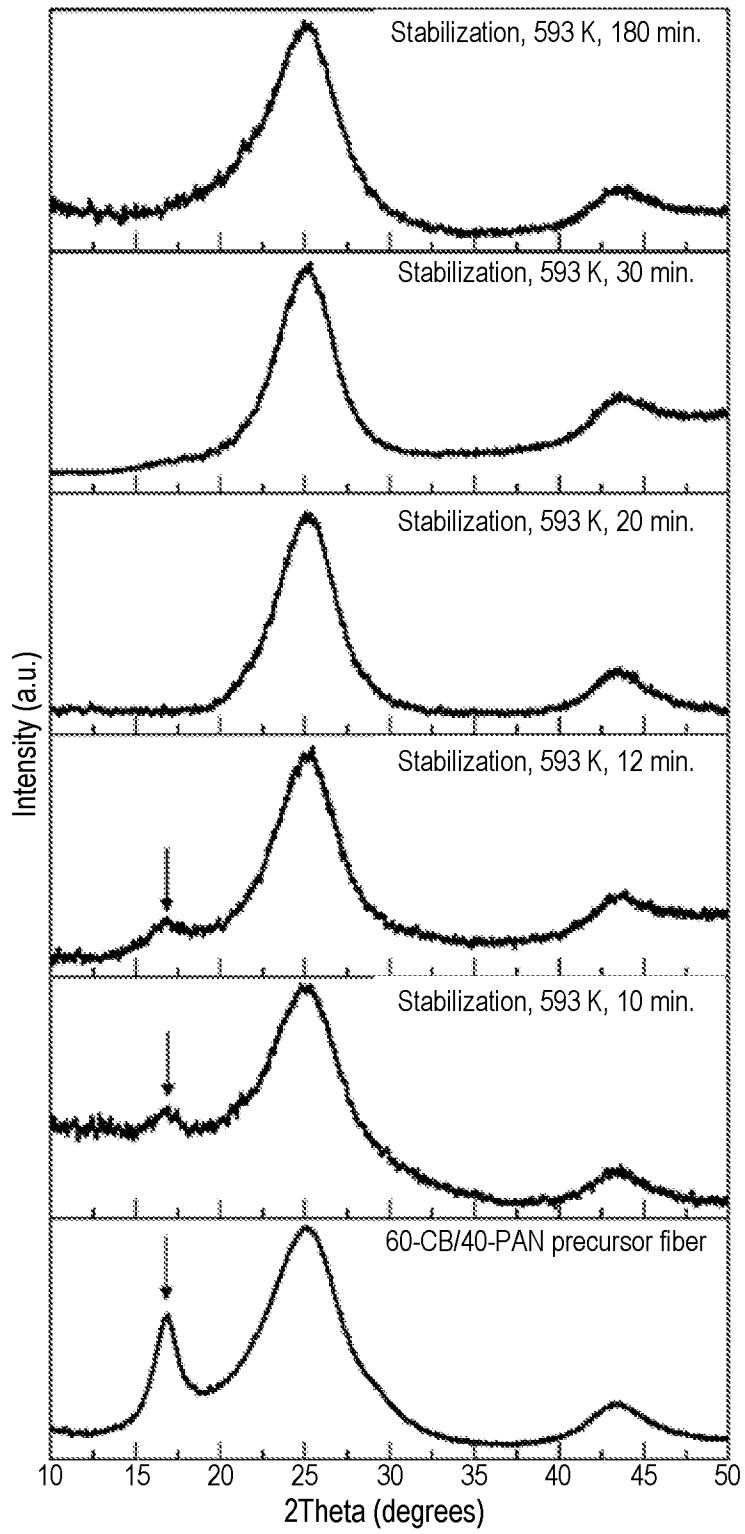 Stabilization, 593 K, 180 min.
Stabilization, 593 K, 30 min.
Stabilization, 593 K, 20 min.
Stabilization, 593 K, 12 min.
Stabilization, 593 K, 10 min.
60-CB/40-PAN precursor fiber
Intensity (a.u.)
10 15 20 25 30 35 40 45 50
2Theta (degrees)